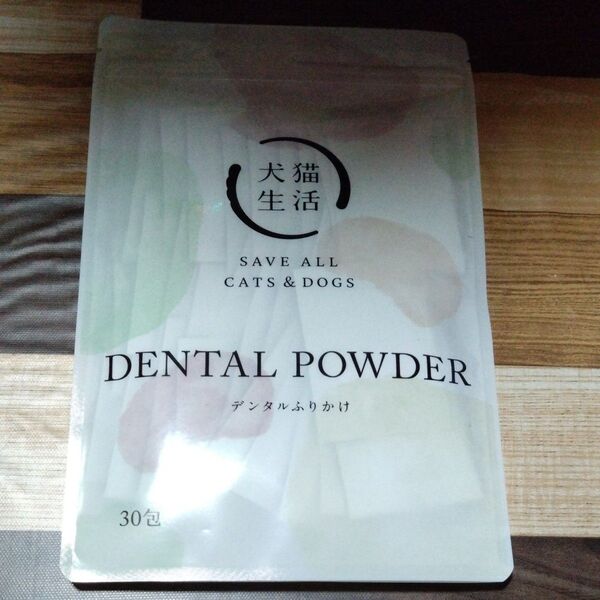 犬猫
生活
SAVE ALL
CATS & DOGS
DENTAL POWDER
デンタルふりかけ
30包